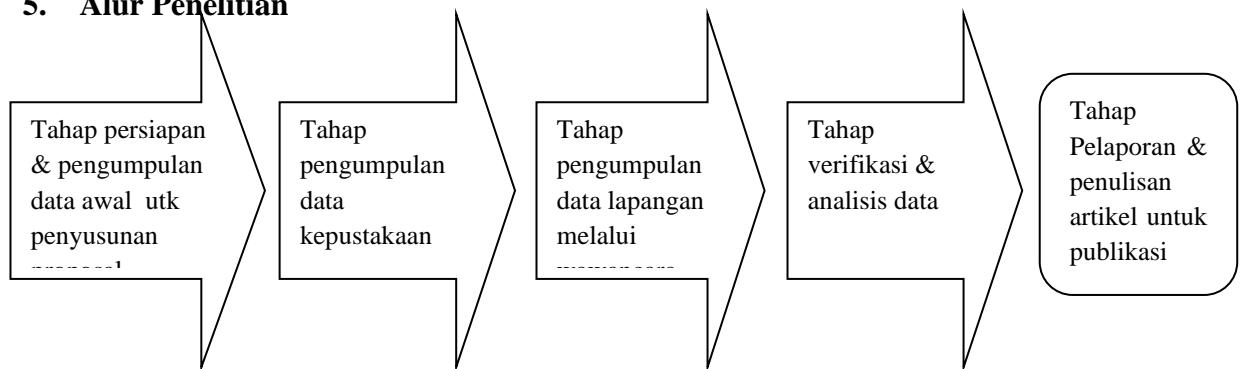 5. Alur Penelitian
Tahap persiapan
& pengumpulan
data awal utk
penyusunan
Tahap
pengumpulan
data
kepustakaan
Tahap
pengumpulan
data lapangan
melalui
Tahap
verifikasi &
analisis data
Tahap
Pelaporan &
penulisan
artikel untuk
publikasi